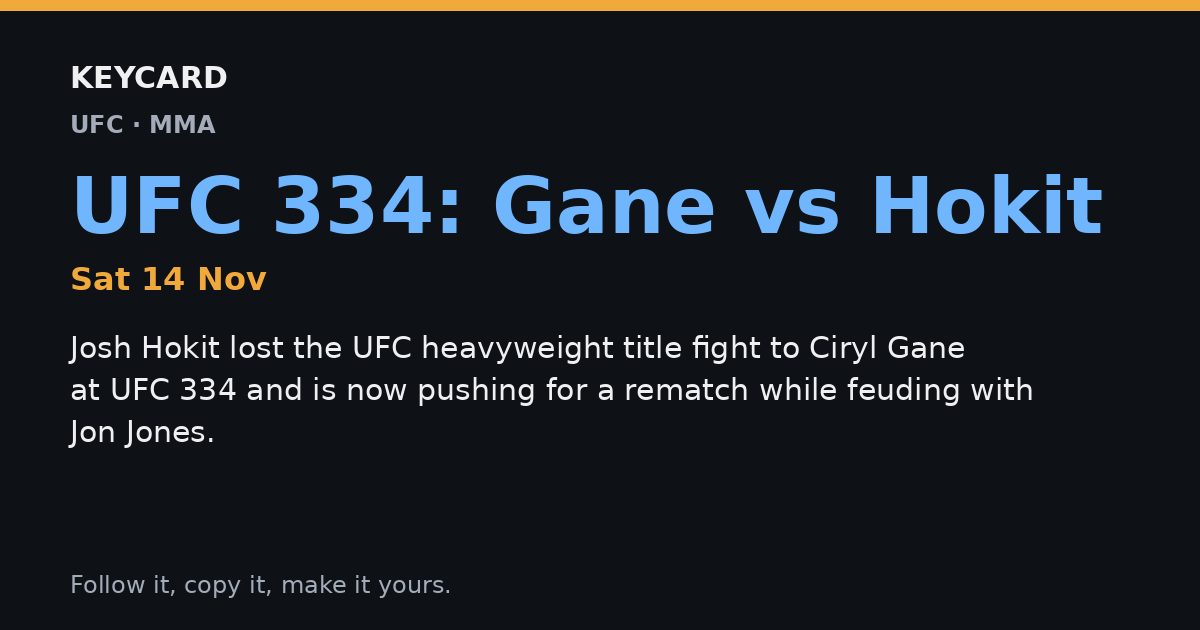 KEYCARD
UFC · MMA
UFC 334: Gane vs Hokit
Sat 14 Nov
Josh Hokit lost the UFC heavyweight title fight to Ciryl Gane
at UFC 334 and is now pushing for a rematch while feuding with
Jon Jones.
Follow it, copy it, make it yours.